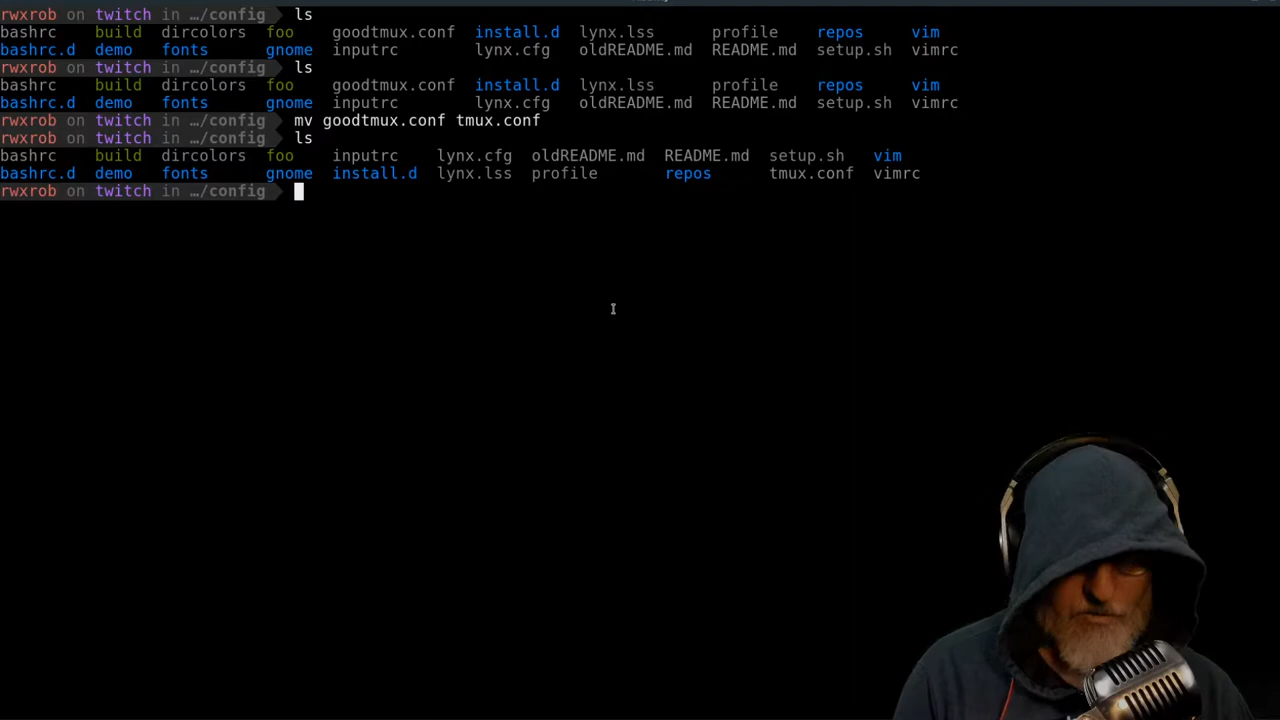 rwxrob on twitch in …/config ls
bashrc build dircolors foo goodtmux.conf install.d lynx.lss profile repos vim
bashrc.d demo fonts gnome inputrc lynx.cfg oldREADME.md README.md setup.sh vimrc
rwxrob on twitch in …/config ls
bashrc build dircolors foo goodtmux.conf install.d lynx.lss profile repos vim
bashrc.d demo fonts gnome inputrc lynx.cfg oldREADME.md README.md setup.sh vimrc
rwxrob on twitch in …/config mv goodtmux.conf tmux.conf
rwxrob on twitch in …/config ls
bashrc build dircolors foo inputrc lynx.cfg oldREADME.md README.md setup.sh vim
bashrc.d demo fonts gnome install.d lynx.lss profile repos tmux.conf vimrc
rwxrob on twitch in …/config